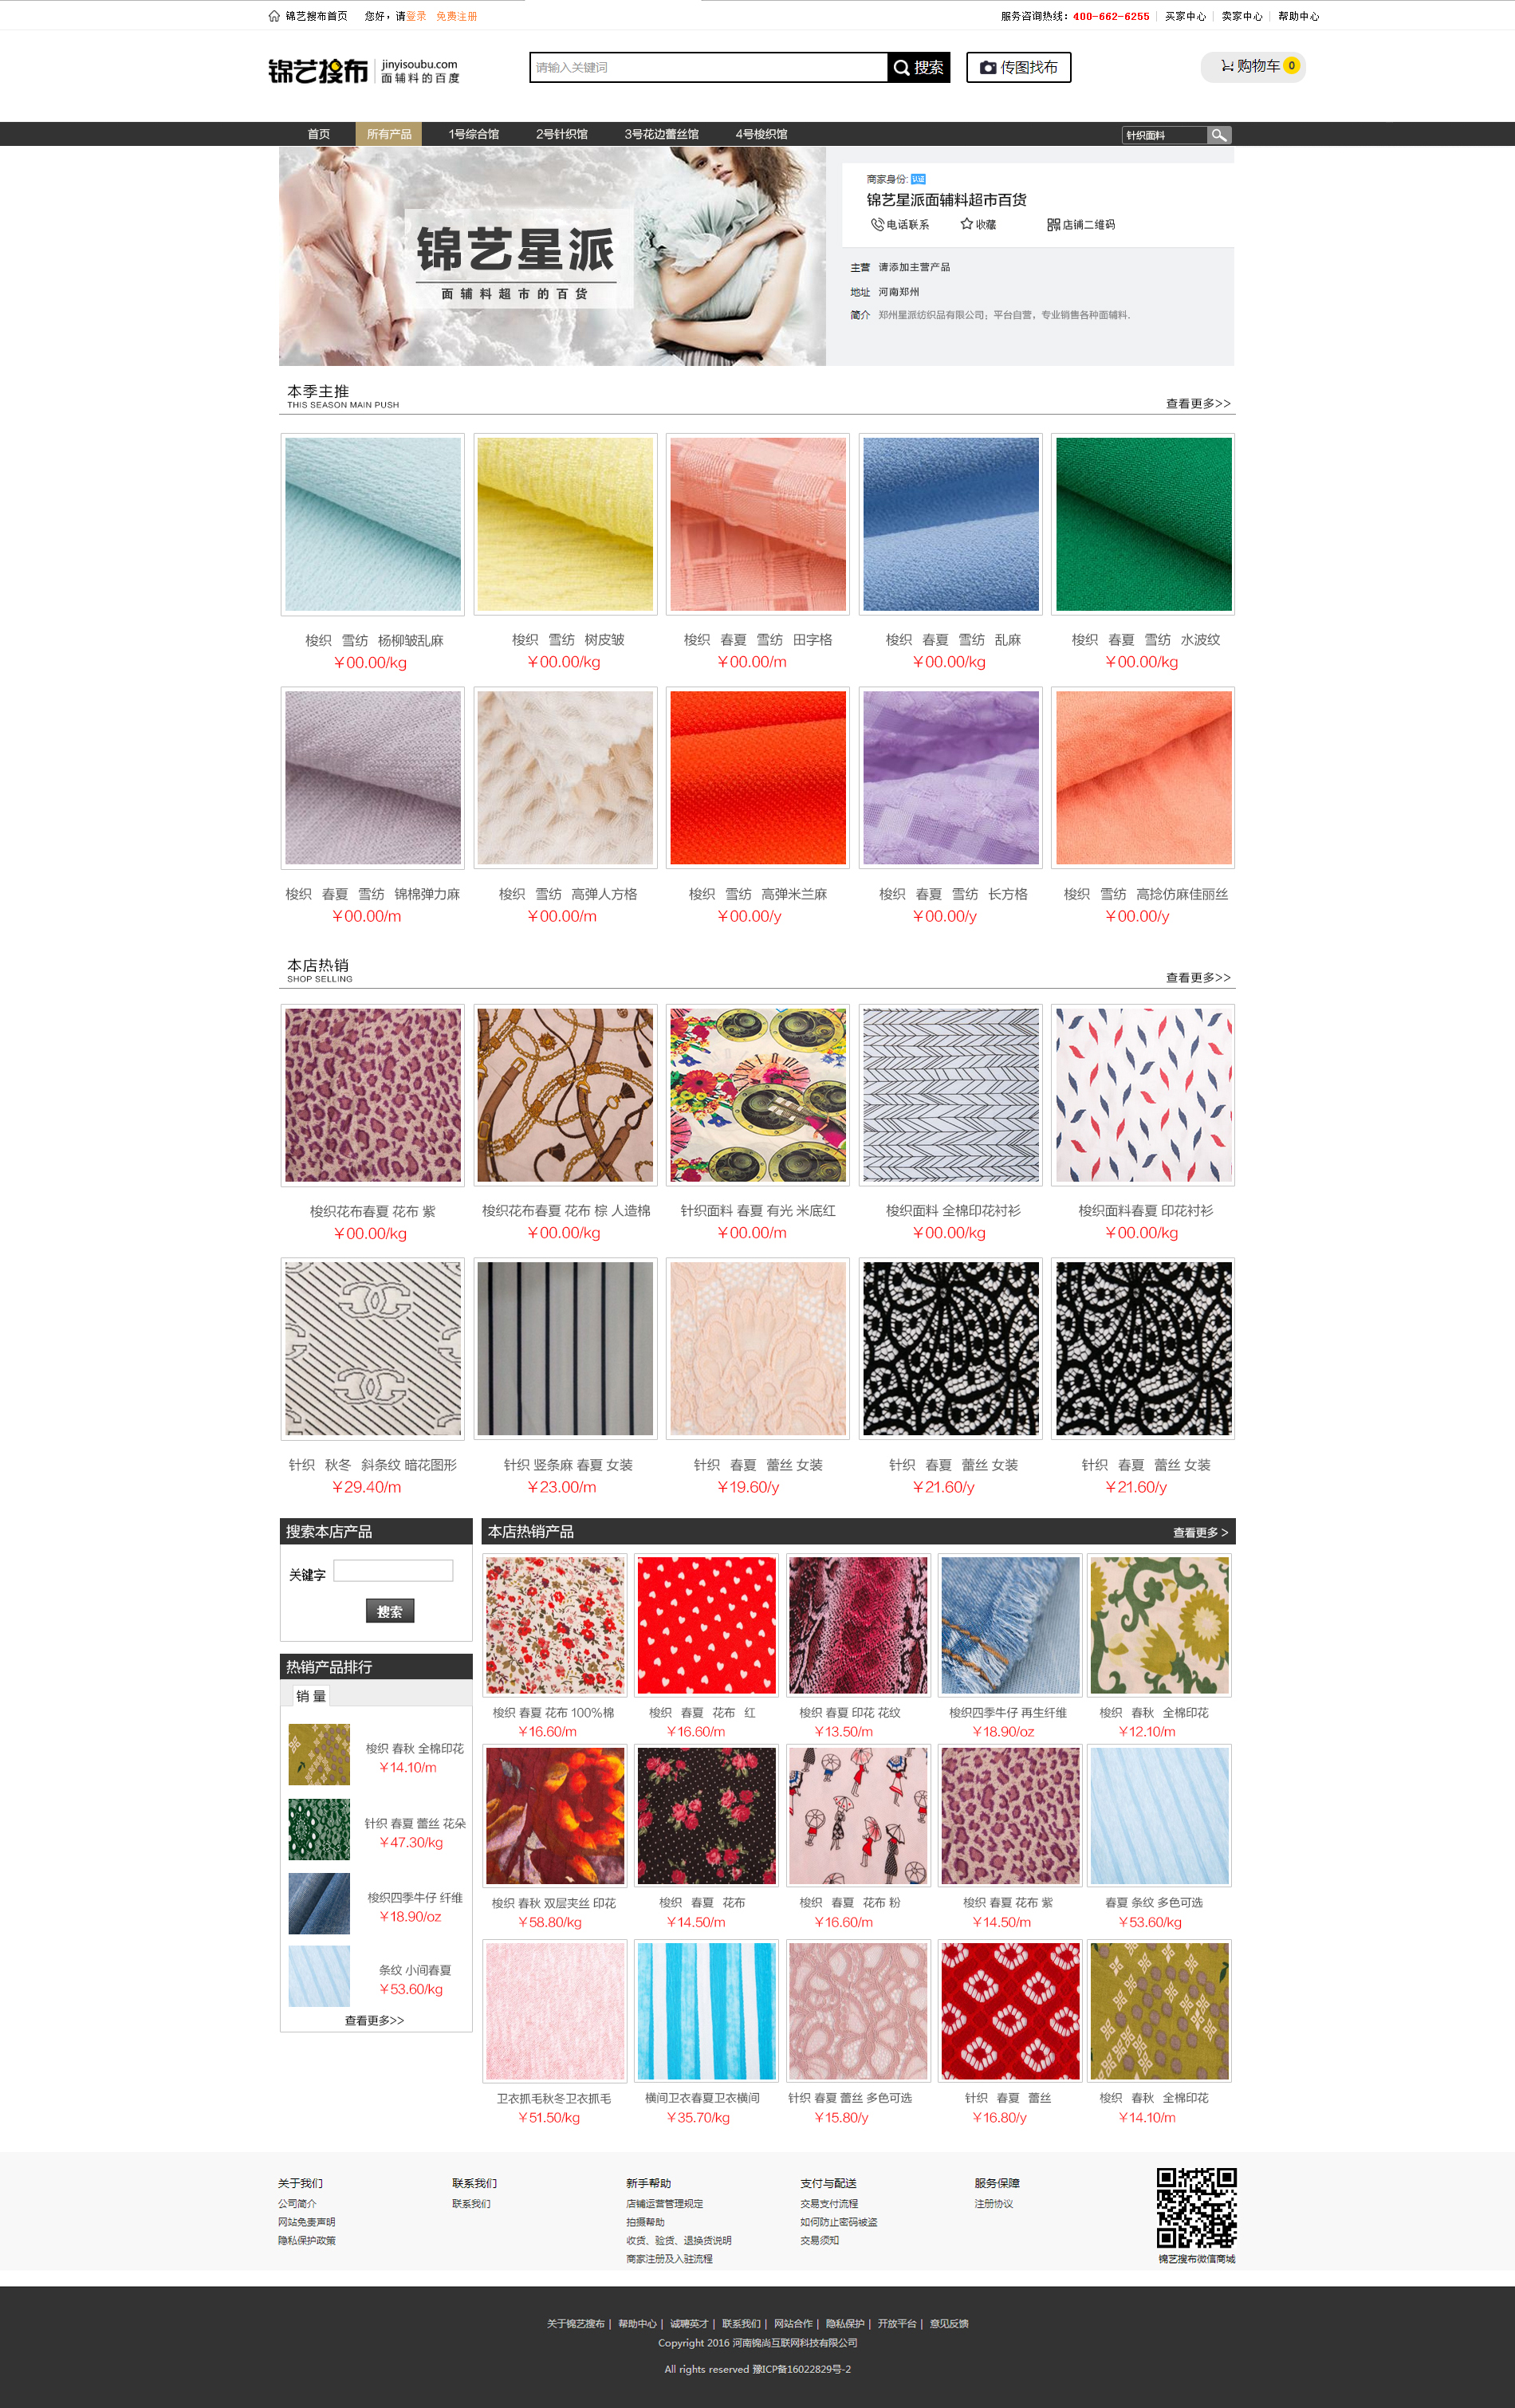 锦艺搜布首页 您好，请登录 免费注册 服务咨询热线：400-662-6255 买家中心 卖家中心 帮助中心
锦艺搜布 jinyisoubu.com 面辅料的百度 请输入关键词 搜索 传图找布 购物车 0
首页 所有产品 1号综合馆 2号针织馆 3号花边蕾丝馆 4号梭织馆 针织面料
锦艺星派
面辅料超市的百货
商家身份: 认证
锦艺星派面辅料超市百货
电话联系 收藏 店铺二维码
主营 请添加主营产品
地址 河南郑州
简介 郑州星派纺织品有限公司；平台自营，专业销售各种面辅料.
本季主推
THIS SEASON MAIN PUSH 查看更多>>
梭织 雪纺 杨柳皱乱麻 梭织 雪纺 树皮皱 梭织 春夏 雪纺 田字格 梭织 春夏 雪纺 乱麻 梭织 春夏 雪纺 水波纹
￥00.00/kg ￥00.00/kg ￥00.00/m ￥00.00/kg ￥00.00/kg
梭织 春夏 雪纺 锦棉弹力麻 梭织 雪纺 高弹人方格 梭织 雪纺 高弹米兰麻 梭织 春夏 雪纺 长方格 梭织 雪纺 高捻仿麻佳丽丝
￥00.00/m ￥00.00/m ￥00.00/y ￥00.00/y ￥00.00/y
本店热销
SHOP SELLING 查看更多>>
梭织花布春夏 花布 紫 梭织花布春夏 花布 棕 人造棉 针织面料 春夏 有光 米底红 梭织面料 全棉印花衬衫 梭织面料春夏 印花衬衫
￥00.00/kg ￥00.00/kg ￥00.00/m ￥00.00/kg ￥00.00/kg
针织 秋冬 斜条纹 暗花图形 针织 竖条麻 春夏 女装 针织 春夏 蕾丝 女装 针织 春夏 蕾丝 女装 针织 春夏 蕾丝 女装
￥29.40/m ￥23.00/m ￥19.60/y ￥21.60/y ￥21.60/y
搜索本店产品
关键字
搜索
热销产品排行
销 量
梭织 春秋 全棉印花
￥14.10/m
针织 春夏 蕾丝 花朵
￥47.30/kg
梭织四季牛仔 纤维
￥18.90/oz
条纹 小间春夏
￥53.60/kg
查看更多>>
本店热销产品 查看更多 >
梭织 春夏 花布 100%棉 梭织 春夏 花布 红 梭织 春夏 印花 花纹 梭织四季牛仔 再生纤维 梭织 春秋 全棉印花
￥16.60/m ￥16.60/m ￥13.50/m ￥18.90/oz ￥12.10/m
梭织 春秋 双层夹丝 印花 梭织 春夏 花布 梭织 春夏 花布 粉 梭织 春夏 花布 紫 春夏 条纹 多色可选
￥58.80/kg ￥14.50/m ￥16.60/m ￥14.50/m ￥53.60/kg
卫衣抓毛秋冬卫衣抓毛 横间卫衣春夏卫衣横间 针织 春夏 蕾丝 多色可选 针织 春夏 蕾丝 梭织 春秋 全棉印花
￥51.50/kg ￥35.70/kg ￥15.80/y ￥16.80/y ￥14.10/m
关于我们 联系我们 新手帮助 支付与配送 服务保障
公司简介 联系我们 店铺运营管理规定 交易支付流程 注册协议
网站免责声明 拍摄帮助 如何防止密码被盗
隐私保护政策 收货、验货、退换货说明 交易须知
商家注册及入驻流程 锦艺搜布微信商城
关于锦艺搜布 | 帮助中心 | 诚聘英才 | 联系我们 | 网站合作 | 隐私保护 | 开放平台 | 意见反馈
Copyright 2016 河南锦尚互联网科技有限公司
All rights reserved 豫ICP备16022829号-2